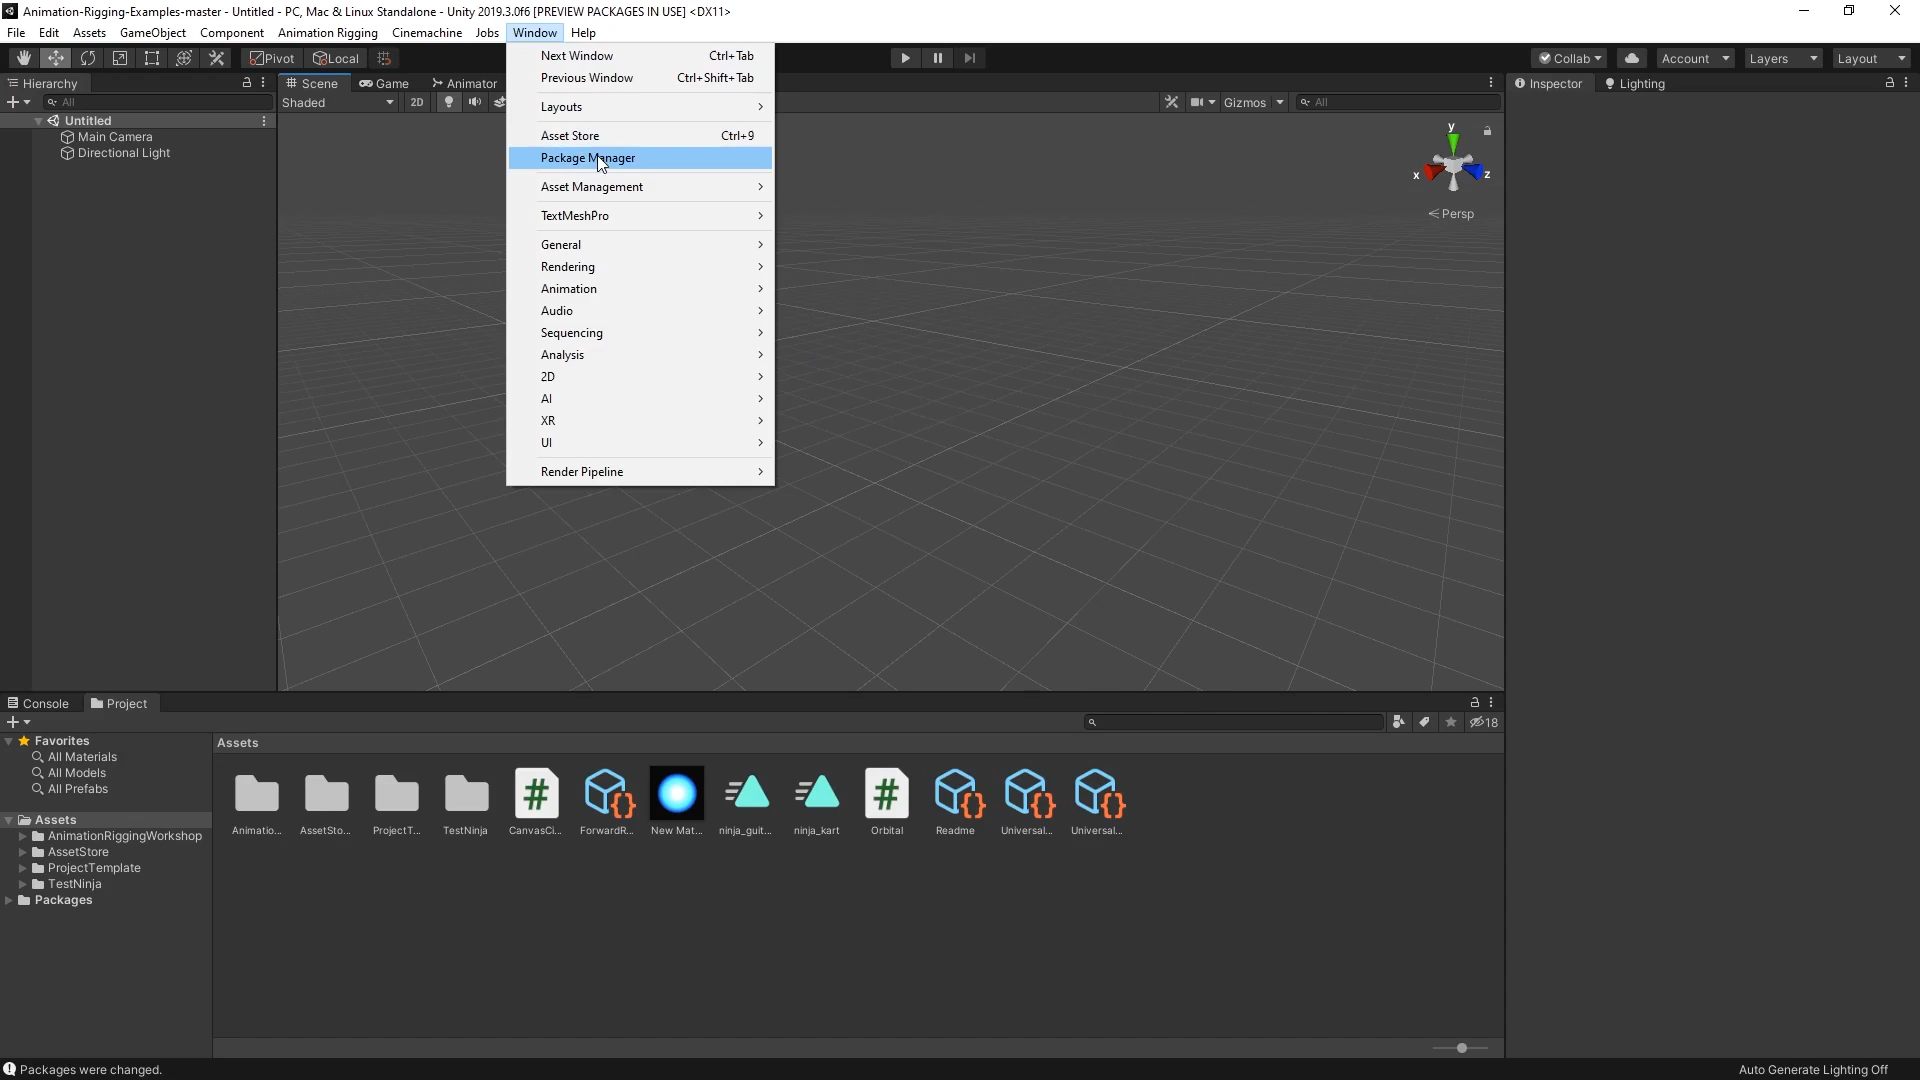 Animation-Rigging-Examples-master - Untitled - PC, Mac & Linux Standalone - Unity 2019.3.0f6 [PREVIEW PACKAGES IN USE] <DX11>
File Edit Assets GameObject Component Animation Rigging Cinemachine Jobs Window Help
Pivot Local Collab Account Layers Layout
Hierarchy
All
Untitled
Main Camera
Directional Light
Scene Game Animator
Shaded 2D Gizmos All
Next Window Ctrl+Tab
Previous Window Ctrl+Shift+Tab
Layouts
Asset Store Ctrl+9
Package Manager
Asset Management
TextMeshPro
General
Rendering
Animation
Audio
Sequencing
Analysis
2D
AI
XR
UI
Render Pipeline
y
x z
Persp
Inspector Lighting
Console Project
18
Favorites
All Materials
All Models
All Prefabs
Assets
AnimationRiggingWorkshop
AssetStore
ProjectTemplate
TestNinja
Packages
Assets
Animatio... AssetSto... ProjectT... TestNinja CanvasCi... ForwardR... New Mat... ninja_guit... ninja_kart Orbital Readme Universal... Universal...
Packages were changed.
Auto Generate Lighting Off